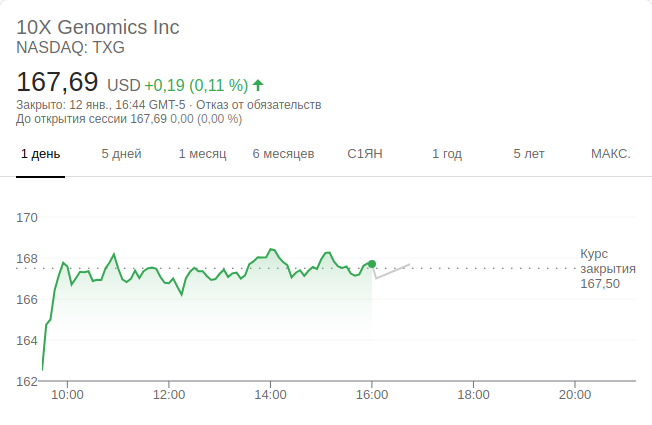 10X Genomics Inc
NASDAQ: TXG
167,69 USD +0,19 (0,11 %)
Закрыто: 12 янв., 16:44 GMT-5 · Отказ от обязательств
До открытия сессии 167,69 0,00 (0,00 %)
1 день 5 дней 1 месяц 6 месяцев С1ЯН 1 год 5 лет МАКС.
170
168
166
164
162
Курс
закрытия
167,50
10:00 12:00 14:00 16:00 18:00 20:00